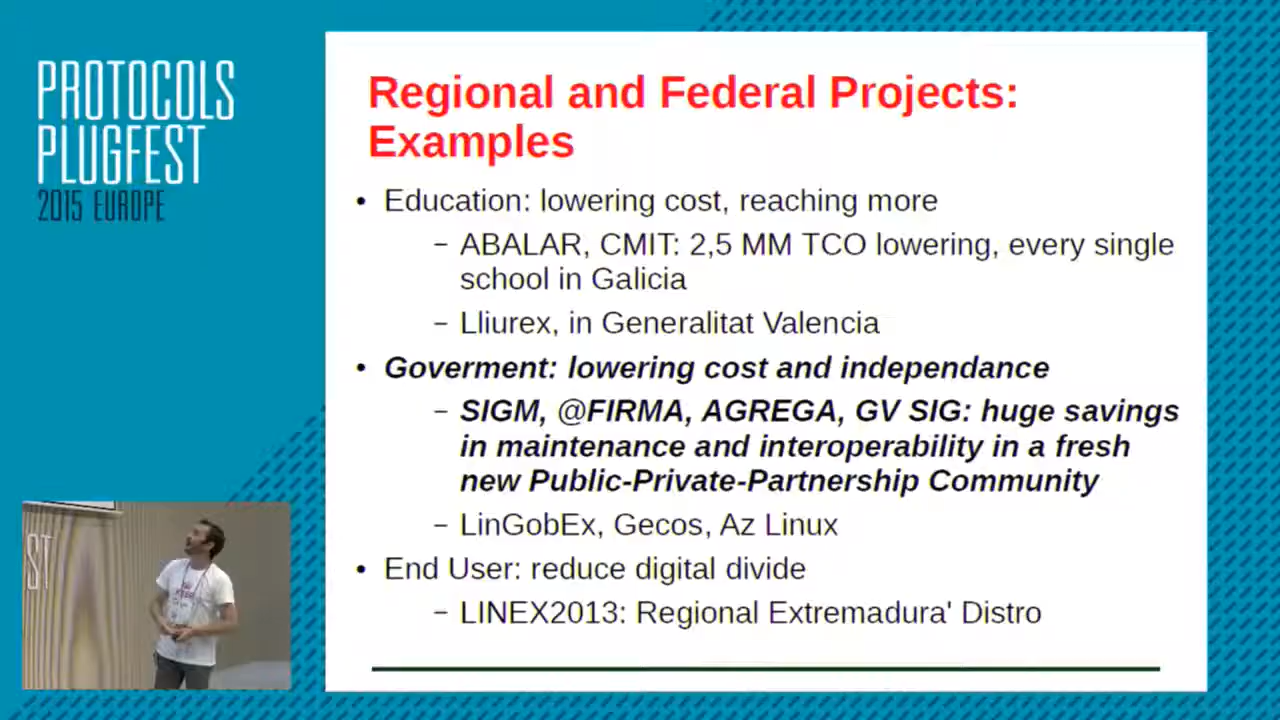 PROTOCOLS
PLUGFEST
2015 EUROPE
Regional and Federal Projects:
Examples
• Education: lowering cost, reaching more
– ABALAR, CMIT: 2,5 MM TCO lowering, every single
school in Galicia
– Lliurex, in Generalitat Valencia
• Goverment: lowering cost and independance
– SIGM, @FIRMA, AGREGA, GV SIG: huge savings
in maintenance and interoperability in a fresh
new Public-Private-Partnership Community
– LinGobEx, Gecos, Az Linux
• End User: reduce digital divide
– LINEX2013: Regional Extremadura' Distro
ST